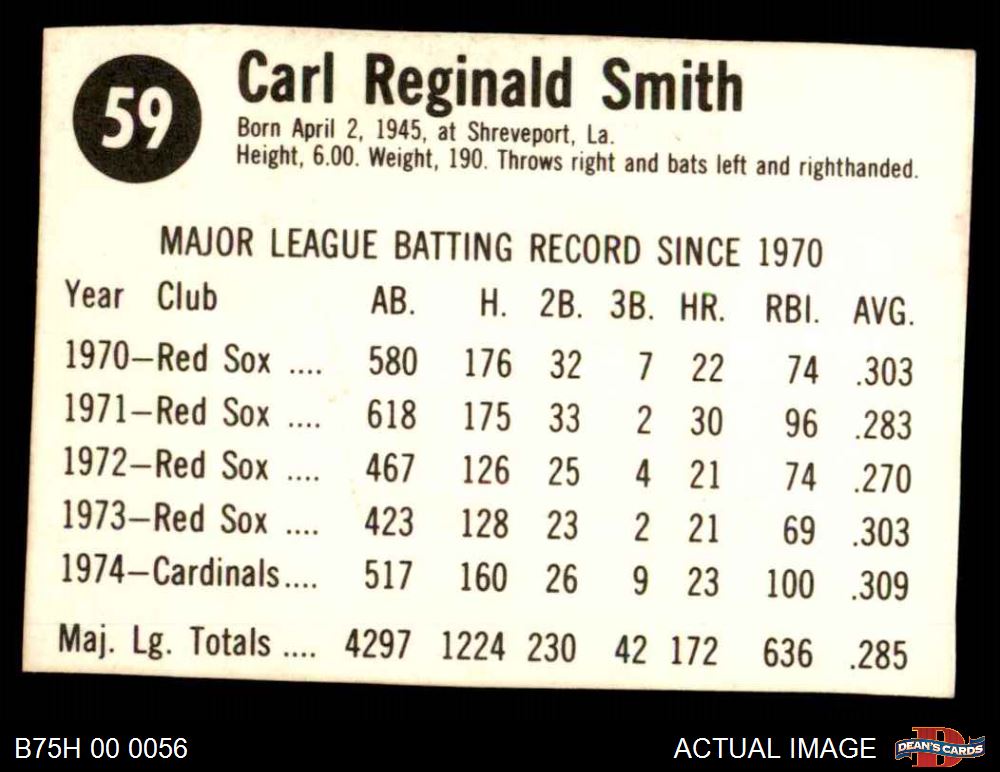 59
Carl Reginald Smith
Born April 2, 1945, at Shreveport, La.
Height, 6.00. Weight, 190. Throws right and bats left and righthanded.
MAJOR LEAGUE BATTING RECORD SINCE 1970
Year Club AB. H. 2B. 3B. HR. RBI. AVG.
1970—Red Sox .... 580 176 32 7 22 74 .303
1971—Red Sox .... 618 175 33 2 30 96 .283
1972—Red Sox .... 467 126 25 4 21 74 .270
1973—Red Sox .... 423 128 23 2 21 69 .303
1974—Cardinals.... 517 160 26 9 23 100 .309
Maj. Lg. Totals .... 4297 1224 230 42 172 636 .285
B75H 00 0056
ACTUAL IMAGE
D
DEAN'S CARDS